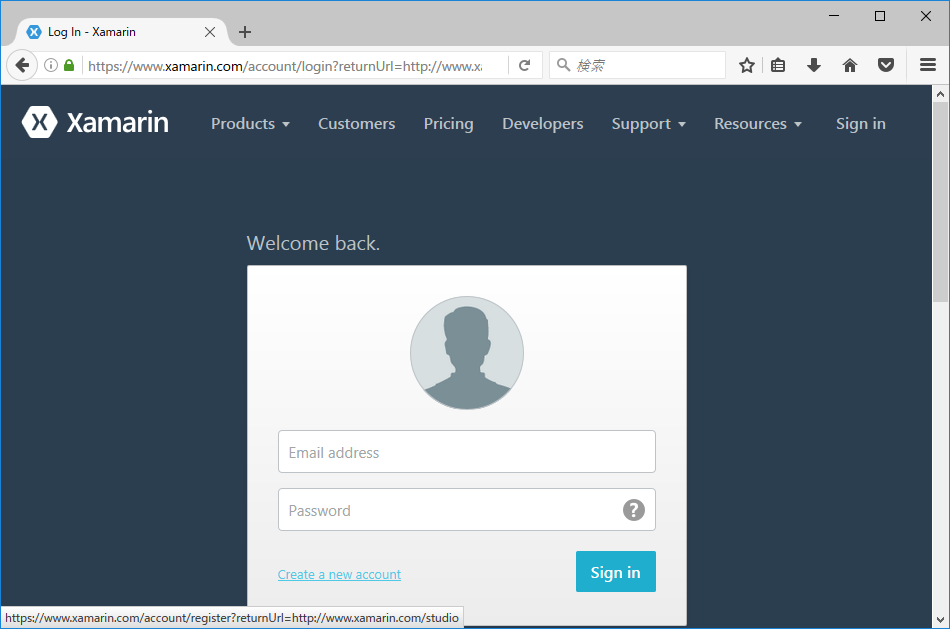 Log In - Xamarin
https://www.xamarin.com/account/login?returnUrl=http://www.x
検索
Xamarin Products Customers Pricing Developers Support Resources Sign in
Welcome back.
Email address
Password ?
Create a new account Sign in
https://www.xamarin.com/account/register?returnUrl=http://www.xamarin.com/studio